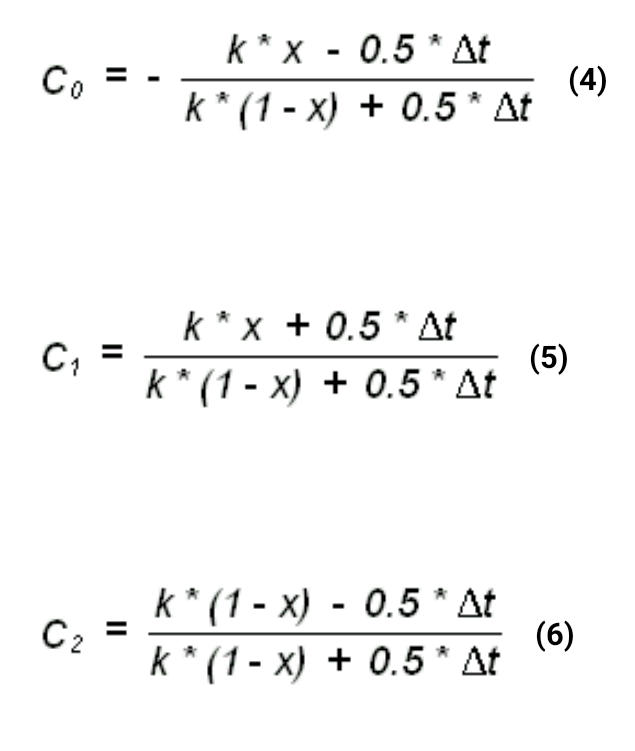 C₀ = - (k * x - 0.5 * Δt) / (k * (1 - x) + 0.5 * Δt) (4)
C₁ = (k * x + 0.5 * Δt) / (k * (1 - x) + 0.5 * Δt) (5)
C₂ = (k * (1 - x) - 0.5 * Δt) / (k * (1 - x) + 0.5 * Δt) (6)